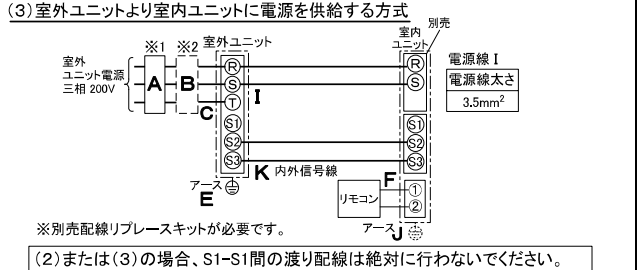 (3)室外ユニットより室内ユニットに電源を供給する方式
※1 ※2 室外ユニット
室内ユニット
別売
室外ユニット電源
三相 200V
A
B
C
R
S
T
I
R
S
電源線 I
電源線太さ
3.5mm²
S1
S2
S3
S1
S2
S3
K 内外信号線
アース
E
F
リモコン
①
②
アース J
※別売配線リプレースキットが必要です。
(2)または(3)の場合、S1-S1間の渡り配線は絶対に行わないでください。